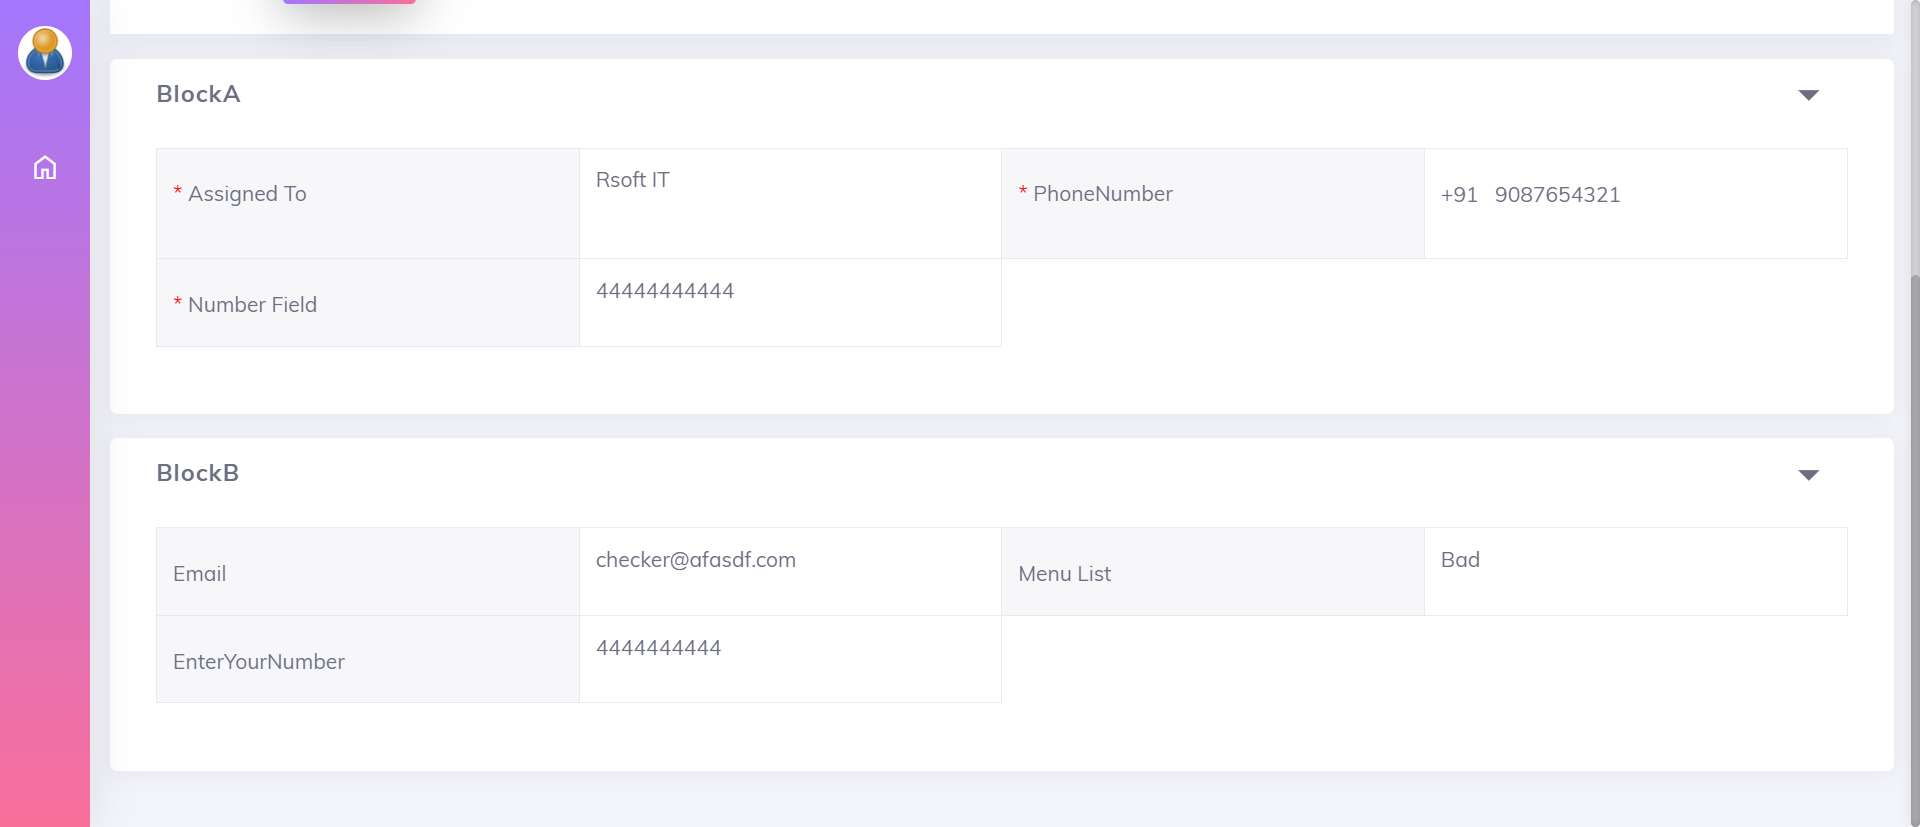 BlockA
* Assigned To
Rsoft IT
* PhoneNumber
+91 9087654321
* Number Field
44444444444
BlockB
Email
checker@afasdf.com
Menu List
Bad
EnterYourNumber
4444444444